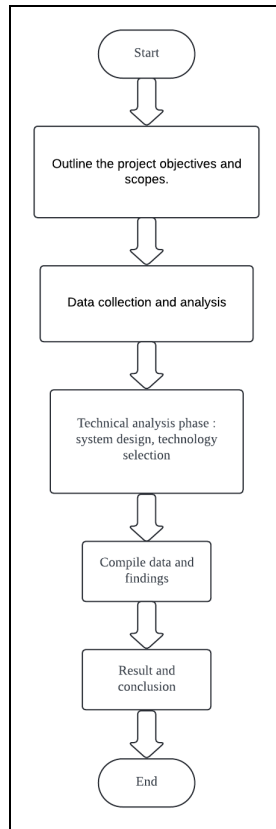 Start
Outline the project objectives and
scopes.
Data collection and analysis
Technical analysis phase :
system design, technology
selection
Compile data and
findings
Result and
conclusion
End